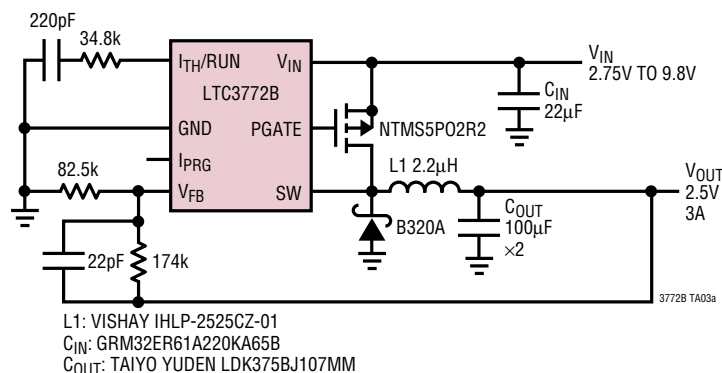 220pF
34.8k
I_TH/RUN
V_IN
LTC3772B
GND
PGATE
I_PRG
V_FB
SW
82.5k
22pF
174k
NTMS5PO2R2
L1 2.2µH
B320A
V_IN
2.75V TO 9.8V
C_IN
22µF
V_OUT
2.5V
3A
C_OUT
100µF
×2
3772B TA03a
L1: VISHAY IHLP-2525CZ-01
C_IN: GRM32ER61A220KA65B
C_OUT: TAIYO YUDEN LDK375BJ107MM